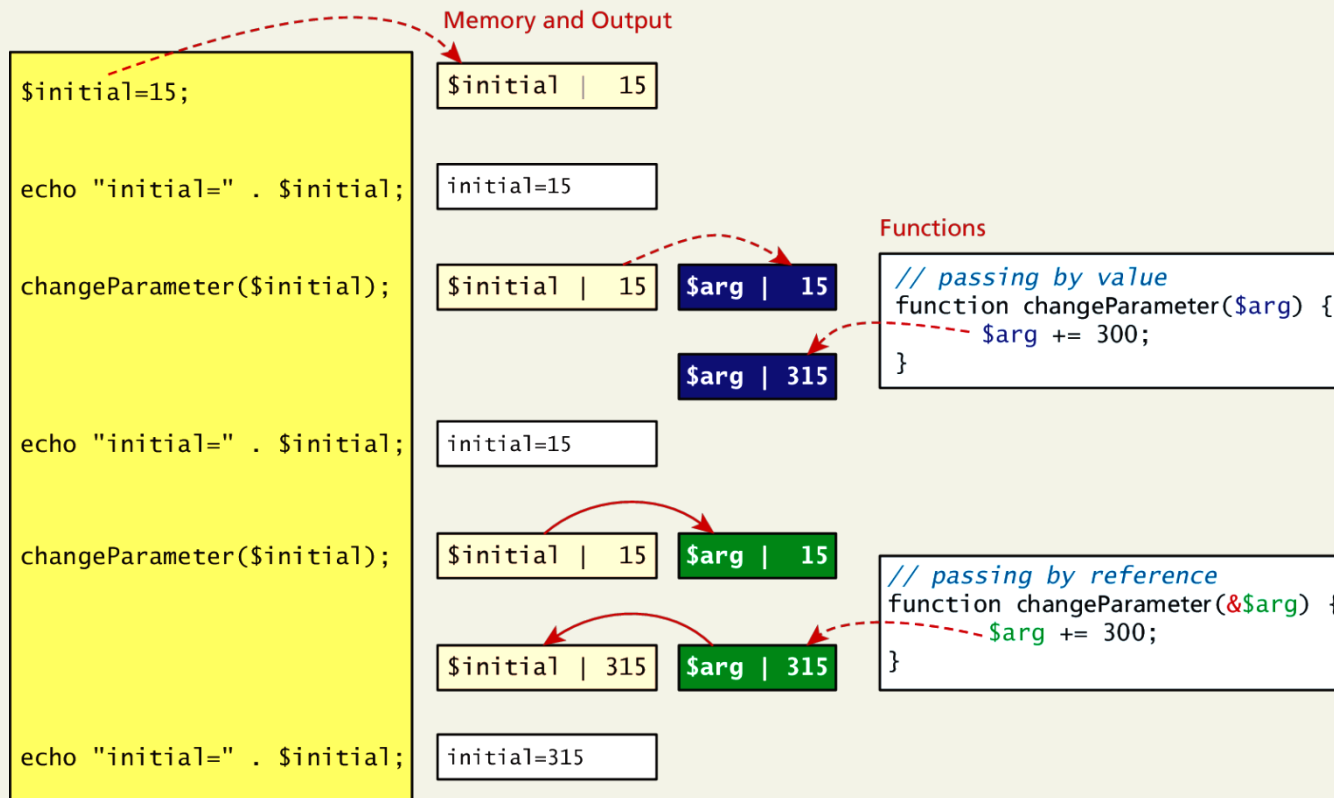 Memory and Output
$initial=15;
$initial | 15
echo "initial=" . $initial;
initial=15
Functions
changeParameter($initial);
$initial | 15
$arg | 15
// passing by value
function changeParameter($arg) {
$arg += 300;
}
$arg | 315
echo "initial=" . $initial;
initial=15
changeParameter($initial);
$initial | 15
$arg | 15
// passing by reference
function changeParameter(&$arg) {
$arg += 300;
}
$initial | 315
$arg | 315
echo "initial=" . $initial;
initial=315